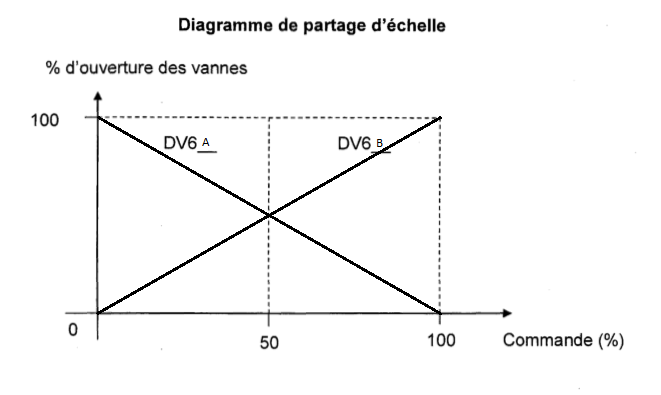 Diagramme de partage d'échelle
% d'ouverture des vannes
100
DV6 A
DV6 B
0
50
100
Commande (%)